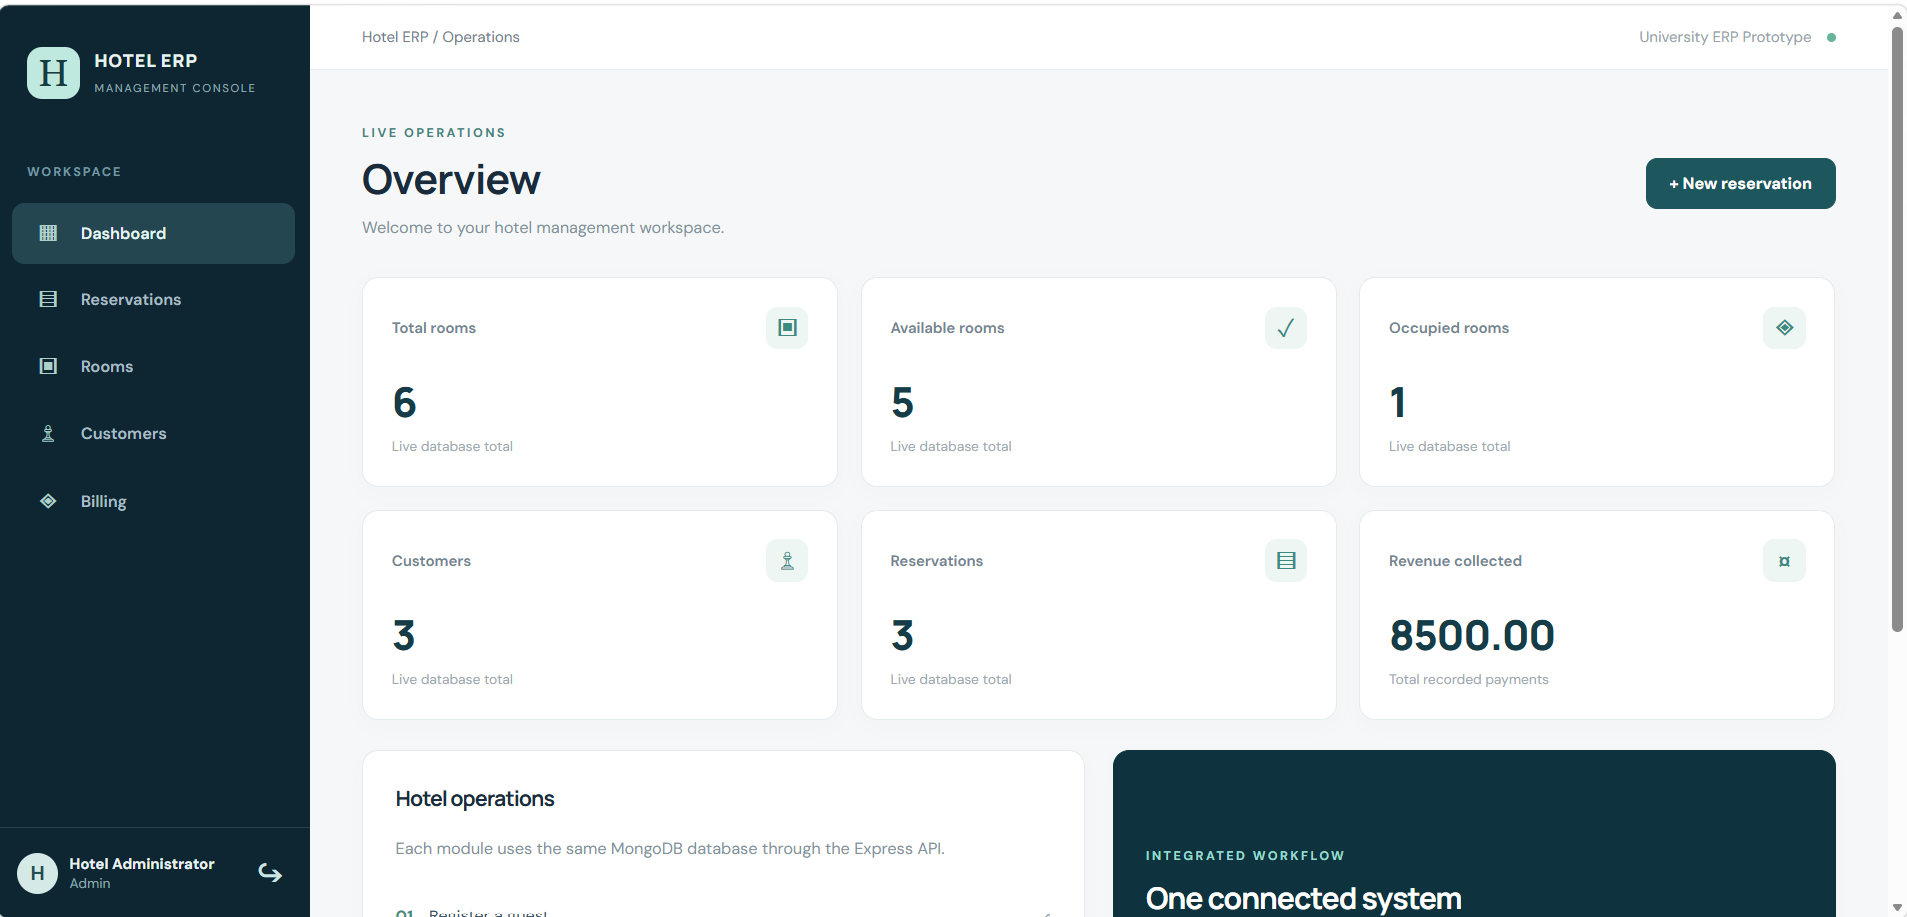 H
HOTEL ERP
MANAGEMENT CONSOLE
WORKSPACE
Dashboard
Reservations
Rooms
Customers
Billing
H
Hotel Administrator
Admin
Hotel ERP / Operations
University ERP Prototype
LIVE OPERATIONS
Overview
Welcome to your hotel management workspace.
+ New reservation
Total rooms
6
Live database total
Available rooms
5
Live database total
Occupied rooms
1
Live database total
Customers
3
Live database total
Reservations
3
Live database total
Revenue collected
¤
8500.00
Total recorded payments
Hotel operations
Each module uses the same MongoDB database through the Express API.
01 Register a guest
INTEGRATED WORKFLOW
One connected system